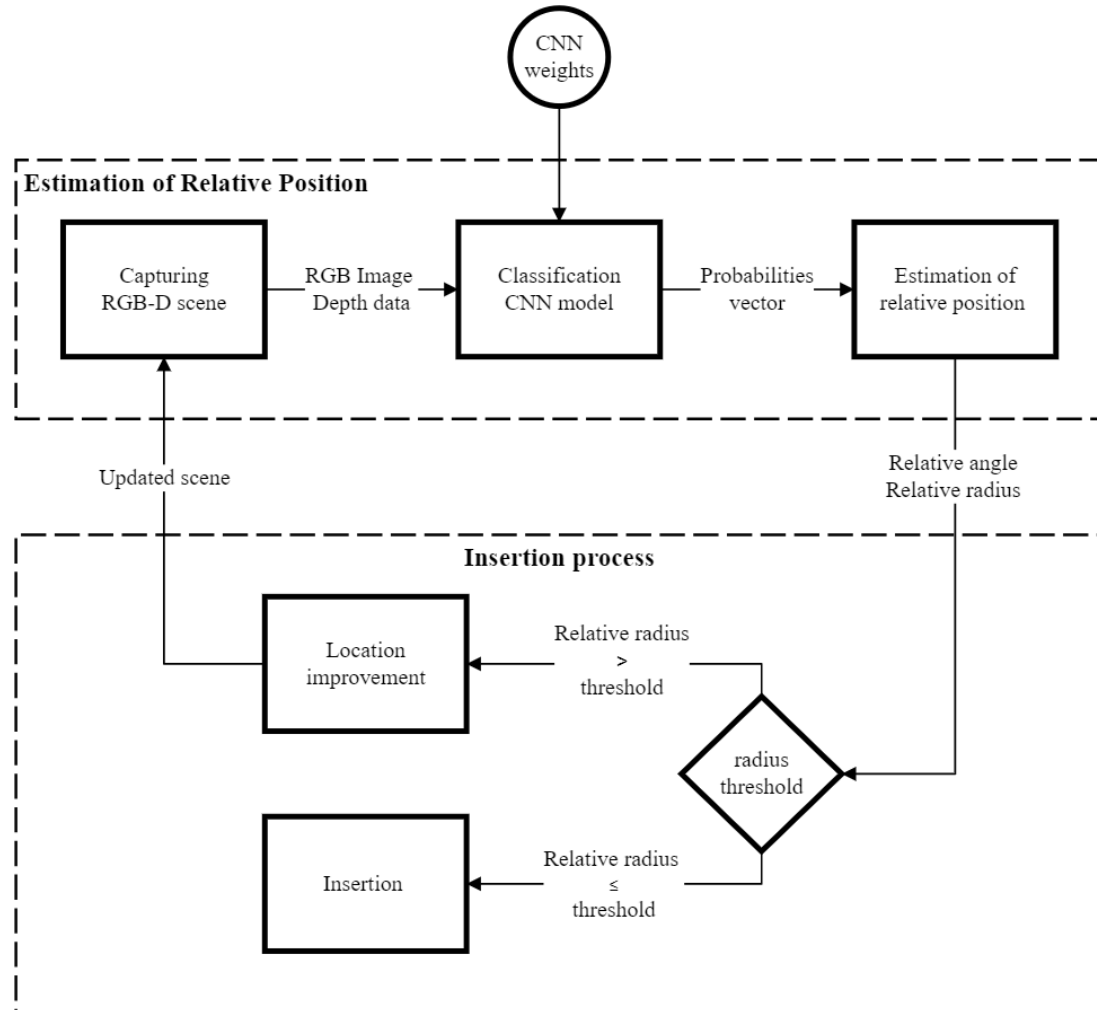 CNN
weights
Estimation of Relative Position
Capturing
RGB-D scene
RGB Image
Depth data
Classification
CNN model
Probabilities
vector
Estimation of
relative position
Updated scene
Relative angle
Relative radius
Insertion process
Location
improvement
Relative radius
>
threshold
radius
threshold
Insertion
Relative radius
≤
threshold